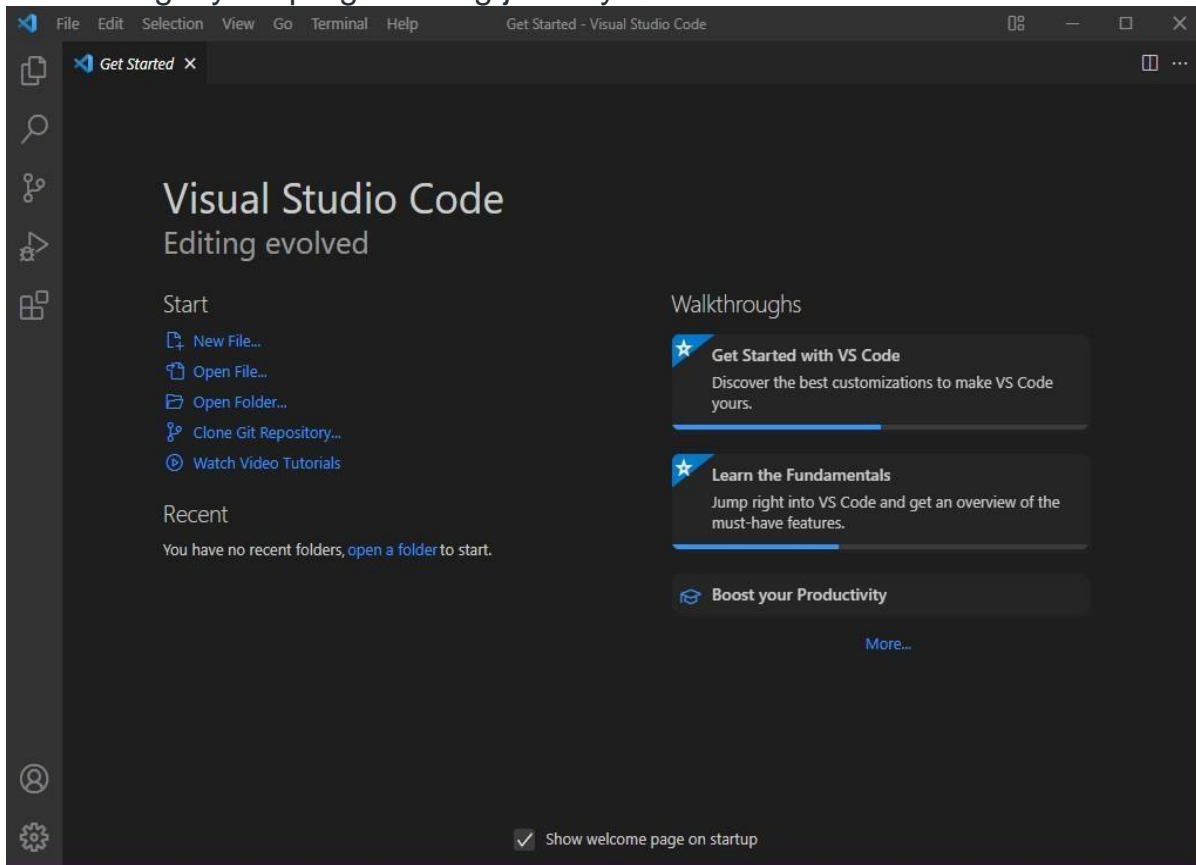 File Edit Selection View Go Terminal Help Get Started - Visual Studio Code
Get Started
Visual Studio Code
Editing evolved
Start
New File...
Open File...
Open Folder...
Clone Git Repository...
Watch Video Tutorials
Recent
You have no recent folders, open a folder to start.
Walkthroughs
Get Started with VS Code
Discover the best customizations to make VS Code
yours.
Learn the Fundamentals
Jump right into VS Code and get an overview of the
must-have features.
Boost your Productivity
More...
Show welcome page on startup